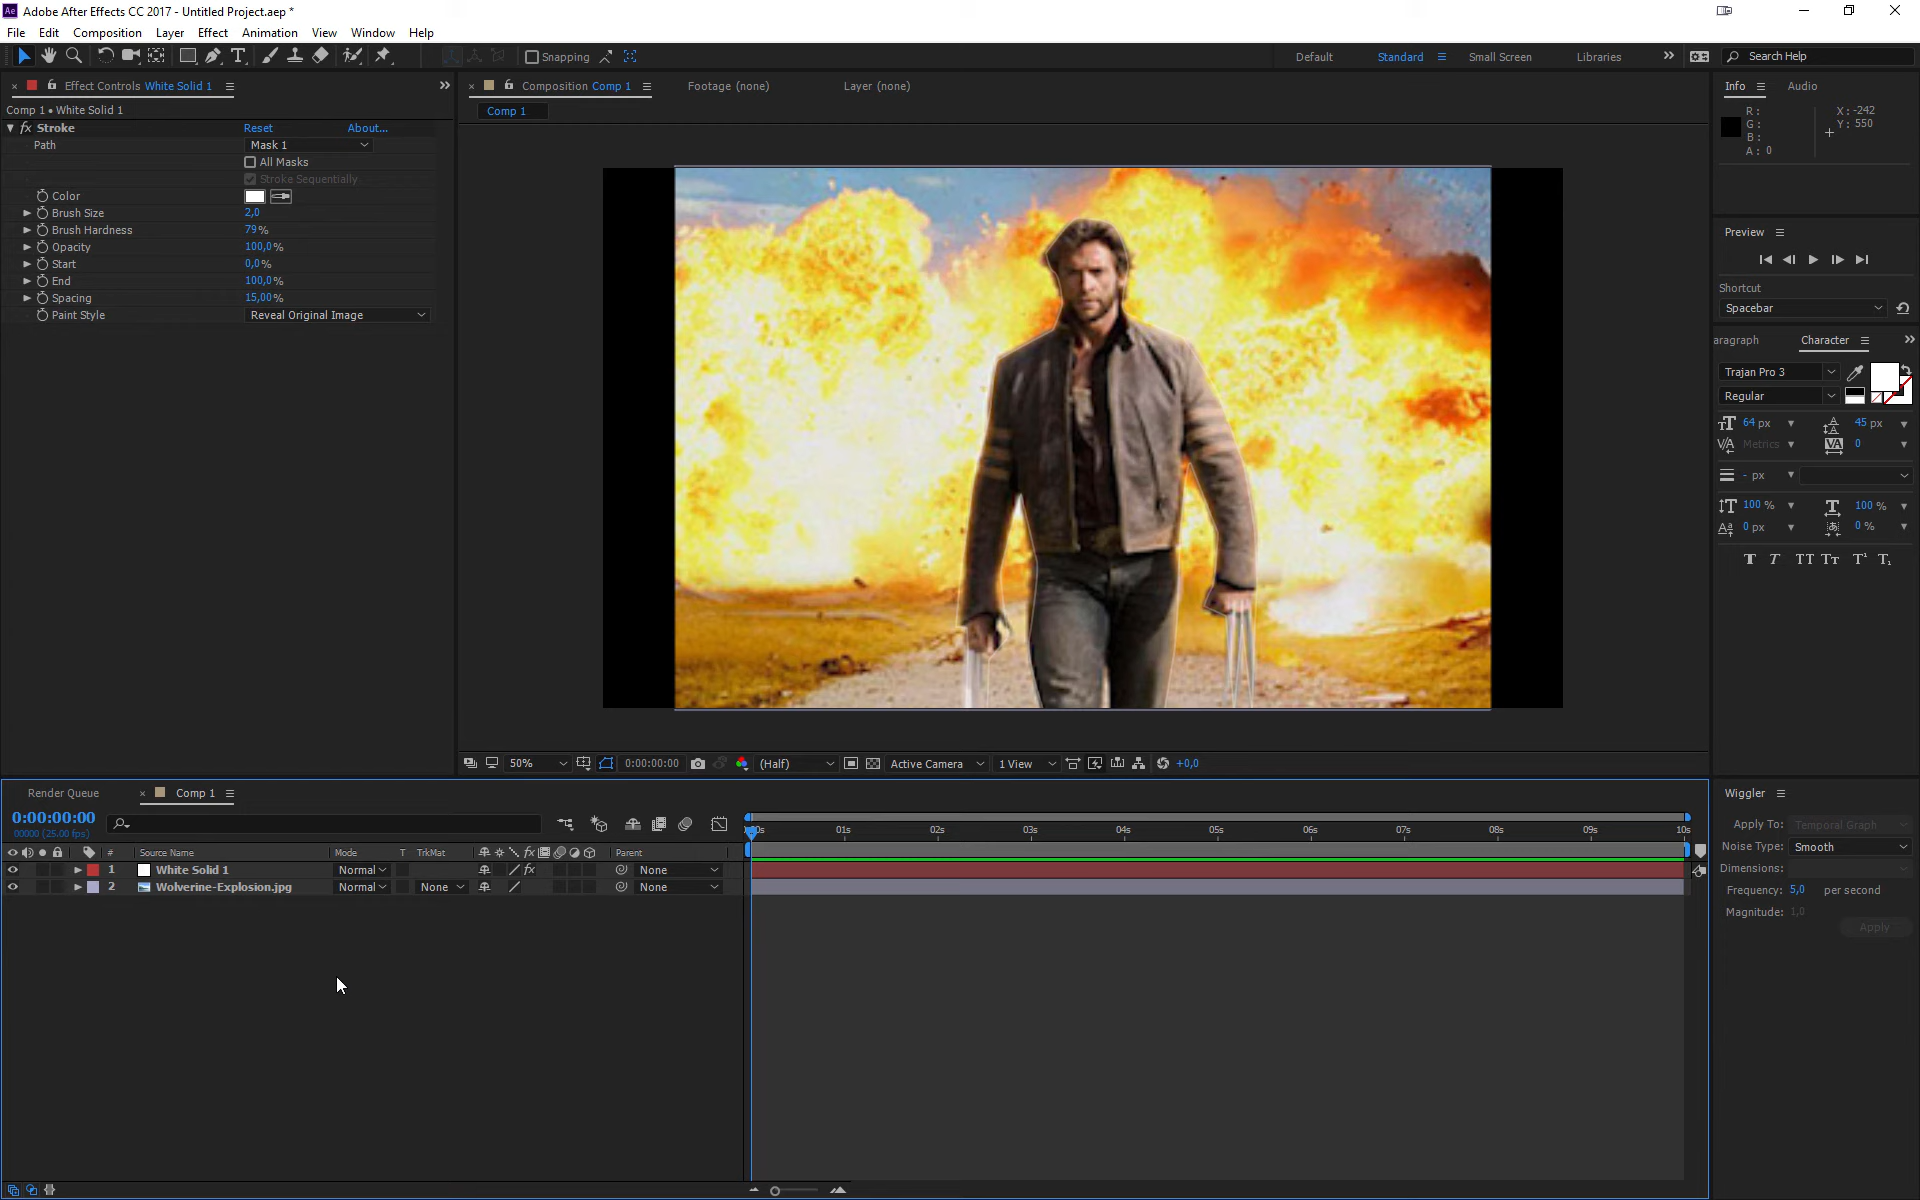 Ae Adobe After Effects CC 2017 - Untitled Project.aep *
File Edit Composition Layer Effect Animation View Window Help
Snapping Default Standard Small Screen Libraries Search Help
Effect Controls White Solid 1
Comp 1 • White Solid 1
fx Stroke Reset About...
Path Mask 1
All Masks
Stroke Sequentially
Color
Brush Size 2,0
Brush Hardness 79%
Opacity 100,0%
Start 0,0%
End 100,0%
Spacing 15,00%
Paint Style Reveal Original Image
Composition Comp 1 Footage (none) Layer (none)
Comp 1
50% 0:00:00:00 (Half) Active Camera 1 View +0,0
Info Audio
R: X: -242
G: Y: 550
B:
A: 0
Preview
Shortcut
Spacebar
aragraph Character
Trajan Pro 3
Regular
64 px 45 px
Metrics 0
- px
100 % 100 %
0 px 0 %
T T TT Tт T¹ T₁
Render Queue Comp 1
0:00:00:00
00000 (25.00 fps)
00s 01s 02s 03s 04s 05s 06s 07s 08s 09s 10s
# Source Name Mode T TrkMat fx Parent
1 White Solid 1 Normal fx None
2 Wolverine-Explosion.jpg Normal None None
Wiggler
Apply To: Temporal Graph
Noise Type: Smooth
Dimensions:
Frequency: 5,0 per second
Magnitude: 1,0
Apply